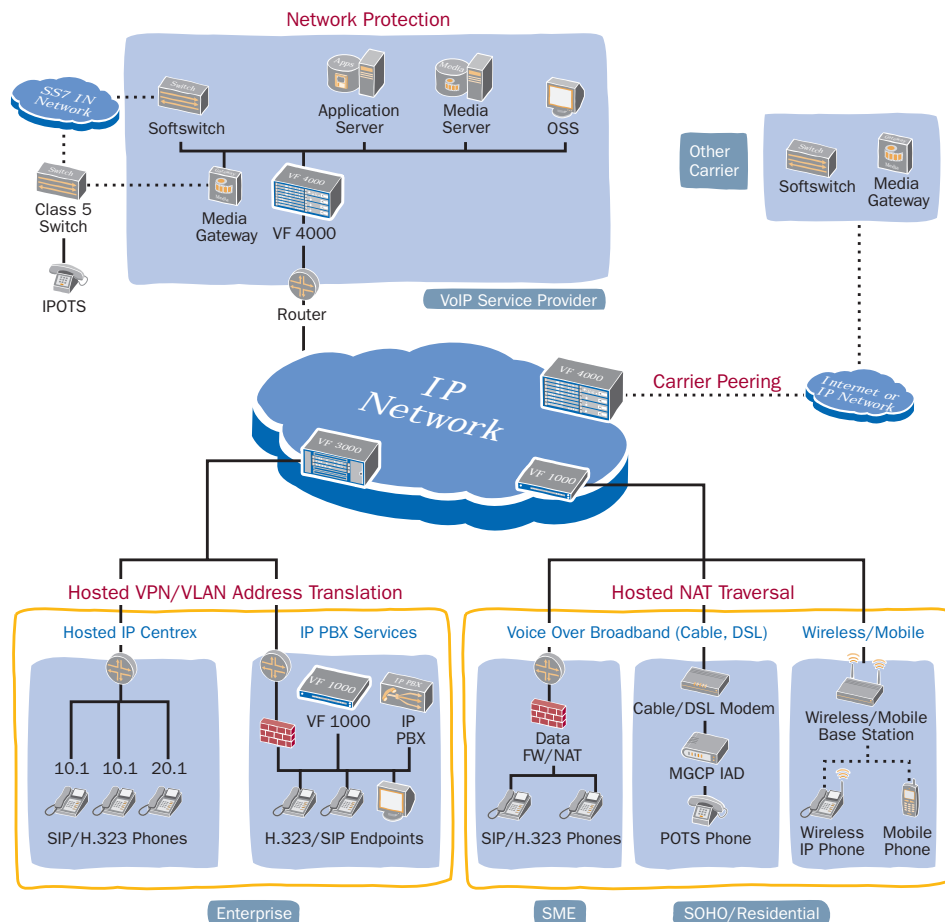 Network Protection
SS7 IN
Network
Switch
Softswitch
Apps
Application
Server
Media
Media
Server
OSS
Switch
Class 5
Switch
IPOTS
Media
Media
Gateway
VF 4000
VF 4000
Router
VoIP Service Provider
Other
Carrier
Switch
Softswitch
Media
Media
Gateway
IP
Network
VF 4000
Carrier Peering
Internet or
IP Network
VF 3000
VF 1000
Hosted VPN/VLAN Address Translation
Hosted NAT Traversal
Hosted IP Centrex
IP PBX Services
Voice Over Broadband (Cable, DSL)
Wireless/Mobile
10.1
10.1
20.1
SIP/H.323 Phones
VF 1000
VF 1000
IP PBX
IP
PBX
H.323/SIP Endpoints
Data
FW/NAT
SIP/H.323 Phones
Cable/DSL Modem
MGCP IAD
POTS Phone
Wireless/Mobile
Base Station
Wireless
IP Phone
Mobile
Phone
Enterprise
SME
SOHO/Residential